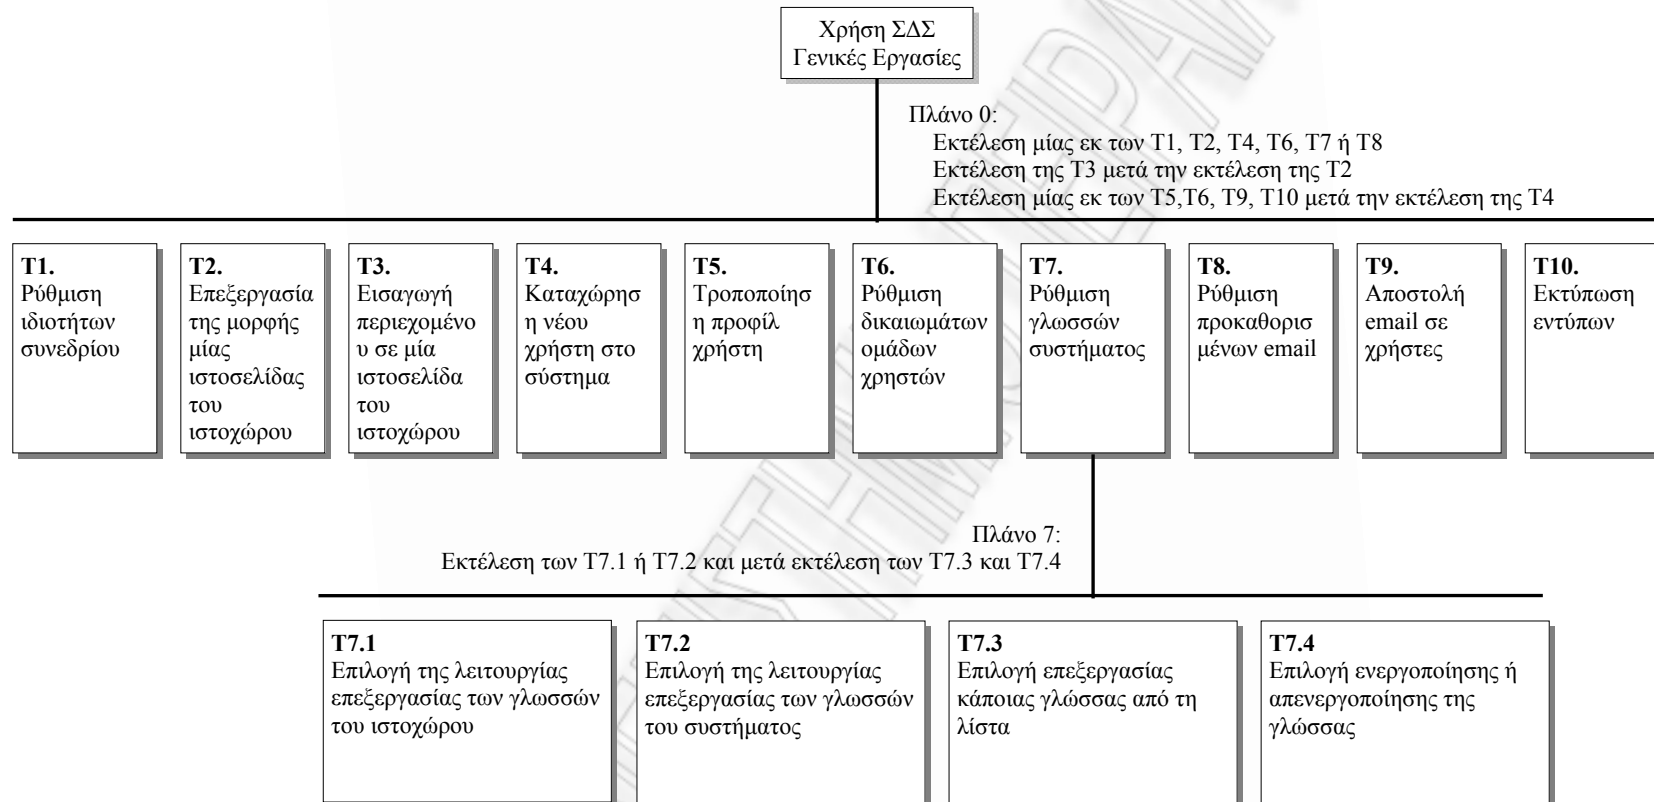 Χρήση ΣΔΣ
Γενικές Εργασίες
Πλάνο 0:
Εκτέλεση μίας εκ των Τ1, Τ2, Τ4, Τ6, Τ7 ή Τ8
Εκτέλεση της Τ3 μετά την εκτέλεση της Τ2
Εκτέλεση μίας εκ των Τ5,Τ6, Τ9, Τ10 μετά την εκτέλεση της Τ4
Τ1.
Ρύθμιση
ιδιοτήτων
συνεδρίου
Τ2.
Επεξεργασία
της μορφής
μίας
ιστοσελίδας
του
ιστοχώρου
Τ3.
Εισαγωγή
περιεχομένο
υ σε μία
ιστοσελίδα
του
ιστοχώρου
Τ4.
Καταχώρησ
η νέου
χρήστη στο
σύστημα
Τ5.
Τροποποίησ
η προφίλ
χρήστη
Τ6.
Ρύθμιση
δικαιωμάτων
ομάδων
χρηστών
Τ7.
Ρύθμιση
γλωσσών
συστήματος
Τ8.
Ρύθμιση
προκαθορισ
μένων email
Τ9.
Αποστολή
email σε
χρήστες
Τ10.
Εκτύπωση
εντύπων
Πλάνο 7:
Εκτέλεση των Τ7.1 ή Τ7.2 και μετά εκτέλεση των Τ7.3 και Τ7.4
Τ7.1
Επιλογή της λειτουργίας
επεξεργασίας των γλωσσών
του ιστοχώρου
Τ7.2
Επιλογή της λειτουργίας
επεξεργασίας των γλωσσών
του συστήματος
Τ7.3
Επιλογή επεξεργασίας
κάποιας γλώσσας από τη
λίστα
Τ7.4
Επιλογή ενεργοποίησης ή
απενεργοποίησης της
γλώσσας